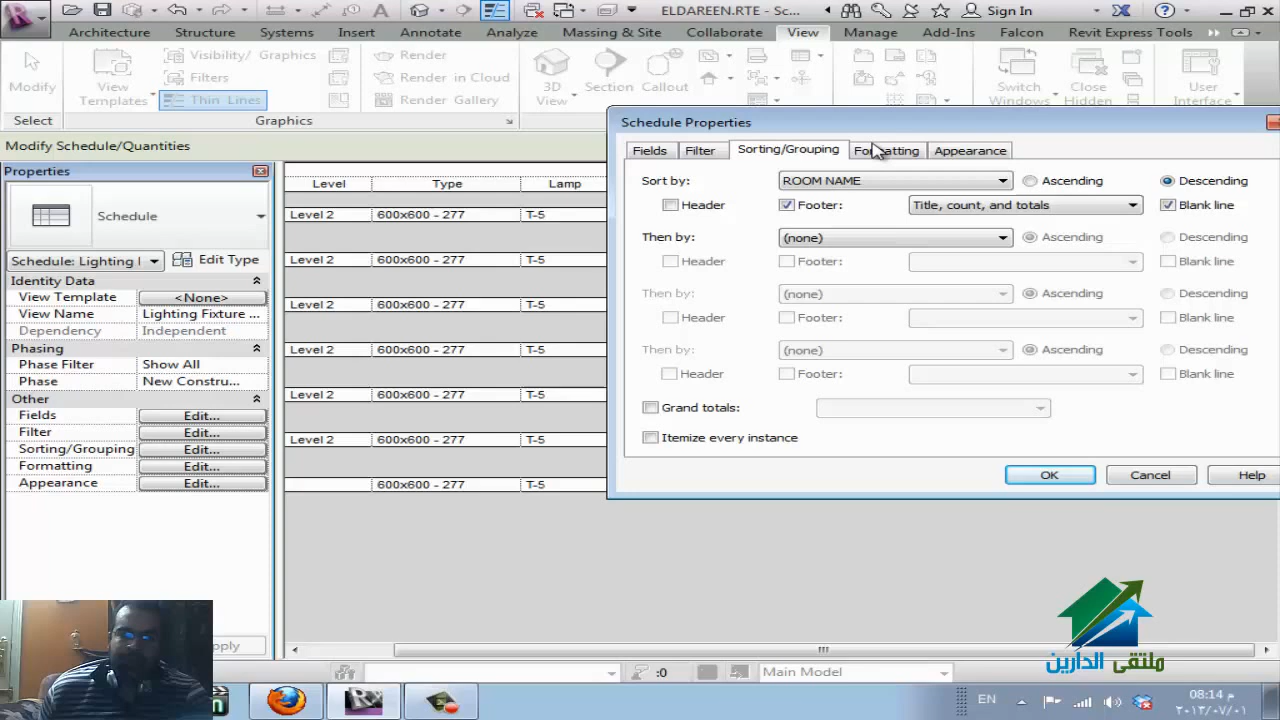 ELDAREEN.RTE - Sc...
Sign In
Architecture Structure Systems Insert Annotate Analyze Massing & Site Collaborate View Manage Add-Ins Falcon Revit Express Tools
Modify
View Templates
Visibility/ Graphics
Filters
Thin Lines
Render
Render in Cloud
Render Gallery
3D View
Section
Callout
Switch Windows
Close Hidden
User Interface
Select
Graphics
Modify Schedule/Quantities
Properties
Schedule
Schedule: Lighting
Edit Type
Identity Data
View Template <None>
View Name Lighting Fixture ...
Dependency Independent
Phasing
Phase Filter Show All
Phase New Constru...
Other
Fields Edit...
Filter Edit...
Sorting/Grouping Edit...
Formatting Edit...
Appearance Edit...
Level Type Lamp
Level 2 600x600 - 277 T-5
Level 2 600x600 - 277 T-5
Level 2 600x600 - 277 T-5
Level 2 600x600 - 277 T-5
Level 2 600x600 - 277 T-5
Level 2 600x600 - 277 T-5
600x600 - 277 T-5
Schedule Properties
Fields Filter Sorting/Grouping Formatting Appearance
Sort by: ROOM NAME Ascending Descending
Header Footer: Title, count, and totals Blank line
Then by: (none) Ascending Descending
Header Footer: Blank line
Then by: (none) Ascending Descending
Header Footer: Blank line
Then by: (none) Ascending Descending
Header Footer: Blank line
Grand totals:
Itemize every instance
OK Cancel Help
ملتقى الدارين
:0 Main Model
EN
08:14 م
٢٠١٣/٠٧/٠١